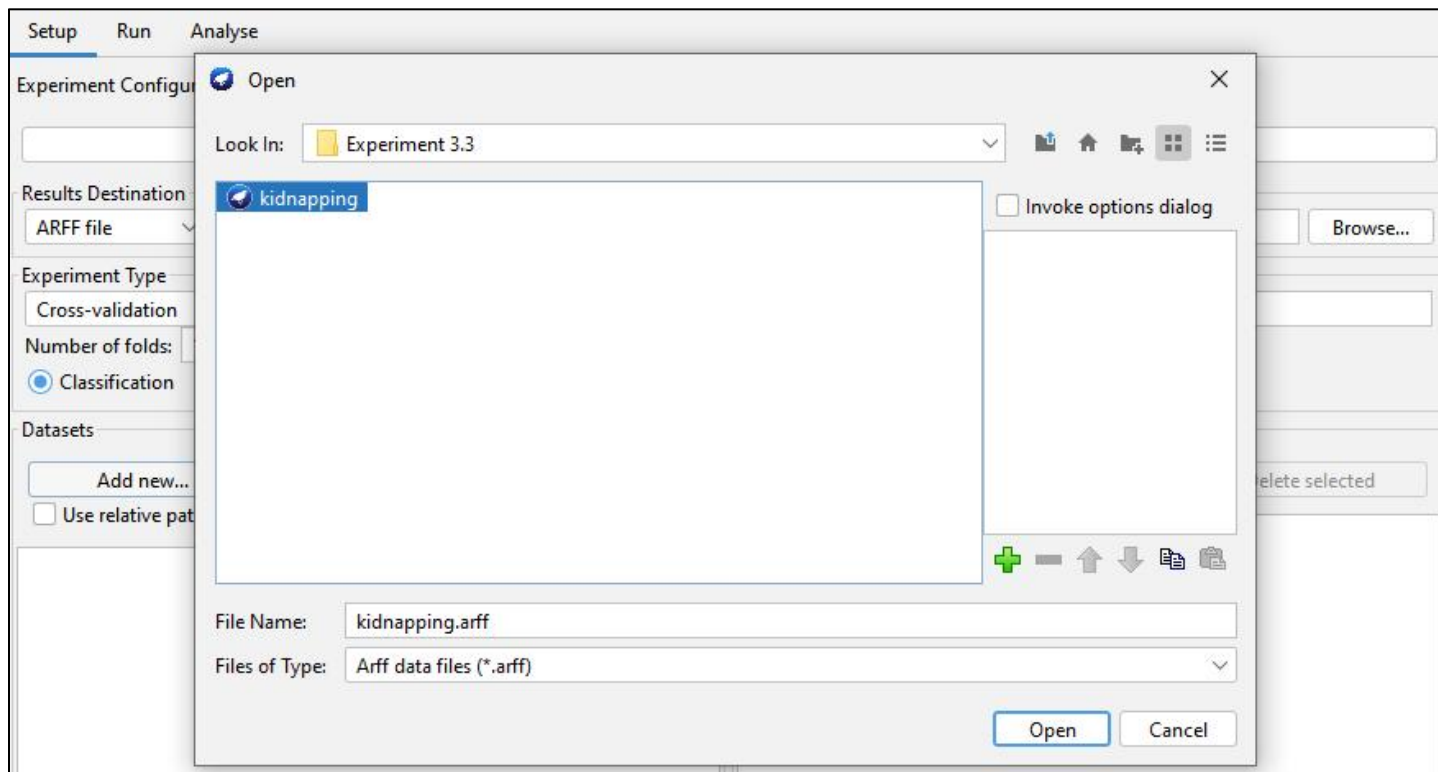 Setup Run Analyse
Experiment Configu
Open
Look In: Experiment 3.3
Results Destination
kidnapping
Invoke options dialog
ARFF file
Browse...
Experiment Type
Cross-validation
Number of folds:
Classification
Datasets
Add new...
elete selected
Use relative pat
File Name: kidnapping.arff
Files of Type: Arff data files (*.arff)
Open Cancel